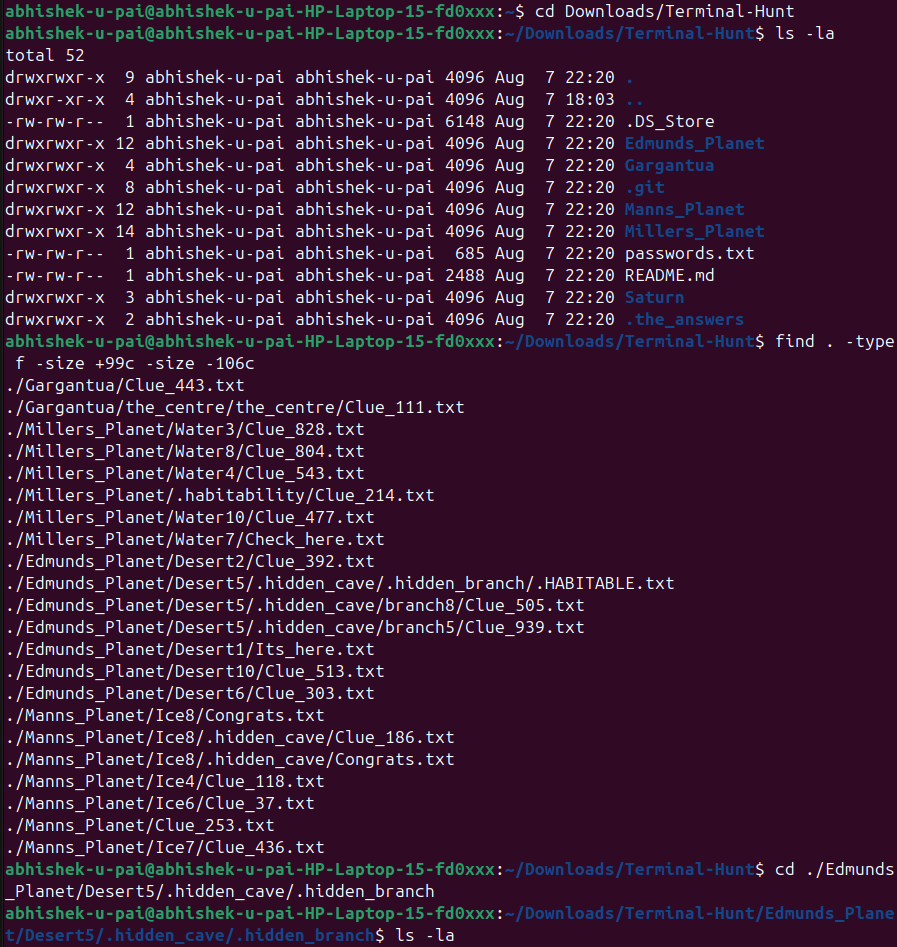 abhishek-u-pai@abhishek-u-pai-HP-Laptop-15-fd0xxx:~$ cd Downloads/Terminal-Hunt
abhishek-u-pai@abhishek-u-pai-HP-Laptop-15-fd0xxx:~/Downloads/Terminal-Hunt$ ls -la
total 52
drwxrwxr-x  9 abhishek-u-pai abhishek-u-pai 4096 Aug  7 22:20 .
drwxr-xr-x  4 abhishek-u-pai abhishek-u-pai 4096 Aug  7 18:03 ..
-rw-rw-r--  1 abhishek-u-pai abhishek-u-pai 6148 Aug  7 22:20 .DS_Store
drwxrwxr-x 12 abhishek-u-pai abhishek-u-pai 4096 Aug  7 22:20 Edmunds_Planet
drwxrwxr-x  4 abhishek-u-pai abhishek-u-pai 4096 Aug  7 22:20 Gargantua
drwxrwxr-x  8 abhishek-u-pai abhishek-u-pai 4096 Aug  7 22:20 .git
drwxrwxr-x 12 abhishek-u-pai abhishek-u-pai 4096 Aug  7 22:20 Manns_Planet
drwxrwxr-x 14 abhishek-u-pai abhishek-u-pai 4096 Aug  7 22:20 Millers_Planet
-rw-rw-r--  1 abhishek-u-pai abhishek-u-pai  685 Aug  7 22:20 passwords.txt
-rw-rw-r--  1 abhishek-u-pai abhishek-u-pai 2488 Aug  7 22:20 README.md
drwxrwxr-x  3 abhishek-u-pai abhishek-u-pai 4096 Aug  7 22:20 Saturn
drwxrwxr-x  2 abhishek-u-pai abhishek-u-pai 4096 Aug  7 22:20 .the_answers
abhishek-u-pai@abhishek-u-pai-HP-Laptop-15-fd0xxx:~/Downloads/Terminal-Hunt$ find . -type
 f -size +99c -size -106c
./Gargantua/Clue_443.txt
./Gargantua/the_centre/the_centre/Clue_111.txt
./Millers_Planet/Water3/Clue_828.txt
./Millers_Planet/Water8/Clue_804.txt
./Millers_Planet/Water4/Clue_543.txt
./Millers_Planet/.habitability/Clue_214.txt
./Millers_Planet/Water10/Clue_477.txt
./Millers_Planet/Water7/Check_here.txt
./Edmunds_Planet/Desert2/Clue_392.txt
./Edmunds_Planet/Desert5/.hidden_cave/.hidden_branch/.HABITABLE.txt
./Edmunds_Planet/Desert5/.hidden_cave/branch8/Clue_505.txt
./Edmunds_Planet/Desert5/.hidden_cave/branch5/Clue_939.txt
./Edmunds_Planet/Desert1/Its_here.txt
./Edmunds_Planet/Desert10/Clue_513.txt
./Edmunds_Planet/Desert6/Clue_303.txt
./Manns_Planet/Ice8/Congrats.txt
./Manns_Planet/Ice8/.hidden_cave/Clue_186.txt
./Manns_Planet/Ice8/.hidden_cave/Congrats.txt
./Manns_Planet/Ice4/Clue_118.txt
./Manns_Planet/Ice6/Clue_37.txt
./Manns_Planet/Clue_253.txt
./Manns_Planet/Ice7/Clue_436.txt
abhishek-u-pai@abhishek-u-pai-HP-Laptop-15-fd0xxx:~/Downloads/Terminal-Hunt$ cd ./Edmunds
_Planet/Desert5/.hidden_cave/.hidden_branch
abhishek-u-pai@abhishek-u-pai-HP-Laptop-15-fd0xxx:~/Downloads/Terminal-Hunt/Edmunds_Plane
t/Desert5/.hidden_cave/.hidden_branch$ ls -la